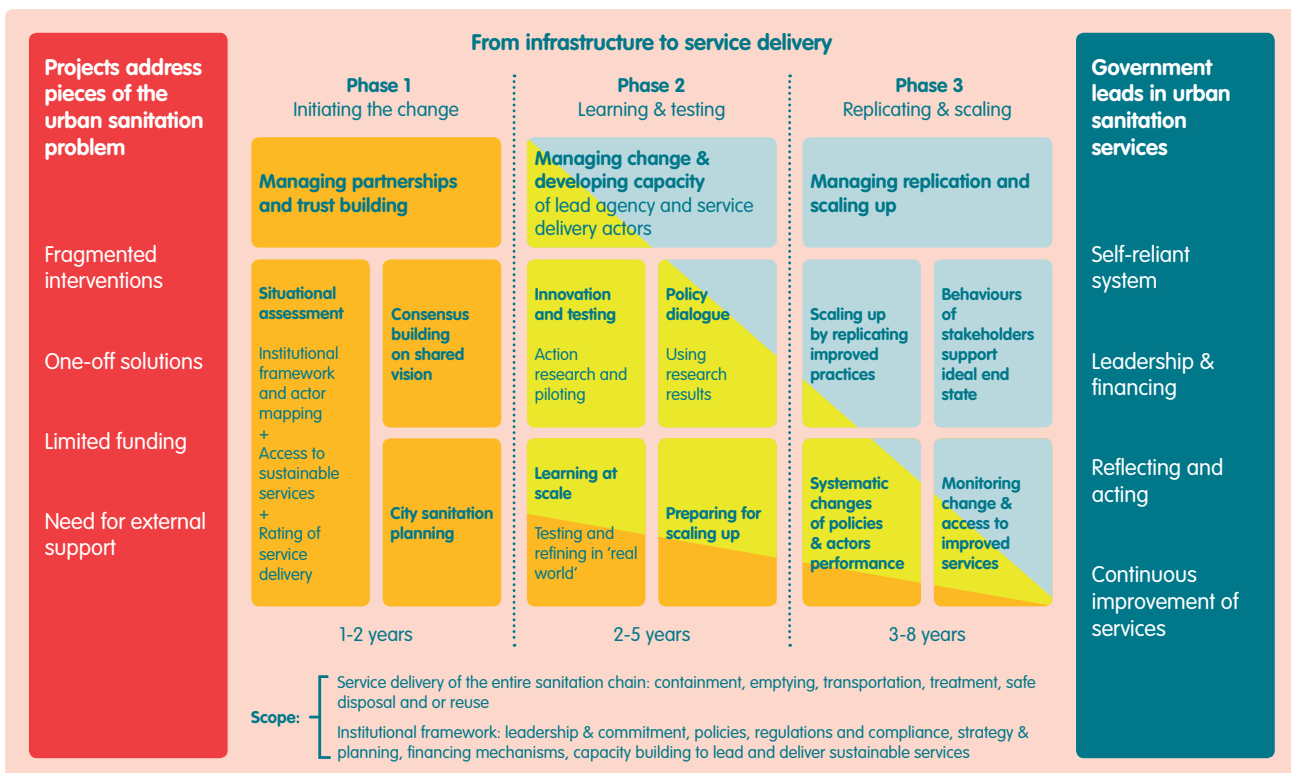 Projects address
pieces of the
urban sanitation
problem
Fragmented
interventions
One-off solutions
Limited funding
Need for external
support
From infrastructure to service delivery
Phase 1
Initiating the change
Managing partnerships
and trust building
Situational
assessment
Institutional
framework
and actor
mapping
+
Access to
sustainable
services
+
Rating of
service
delivery
Consensus
building
on shared
vision
City sanitation
planning
1-2 years
Phase 2
Learning & testing
Managing change &
developing capacity
of lead agency and service
delivery actors
Innovation
and testing
Action
research and
piloting
Policy
dialogue
Using
research
results
Learning at
scale
Testing and
refining in ‘real
world’
Preparing for
scaling up
2-5 years
Phase 3
Replicating & scaling
Managing replication and
scaling up
Scaling up
by replicating
improved
practices
Behaviours
of
stakeholders
support
ideal end
state
Systematic
changes
of policies
& actors
performance
Monitoring
change &
access to
improved
services
3-8 years
Scope:
Service delivery of the entire sanitation chain: containment, emptying, transportation, treatment, safe
disposal and or reuse
Institutional framework: leadership & commitment, policies, regulations and compliance, strategy &
planning, financing mechanisms, capacity building to lead and deliver sustainable services
Government
leads in urban
sanitation
services
Self-reliant
system
Leadership &
financing
Reflecting and
acting
Continuous
improvement of
services